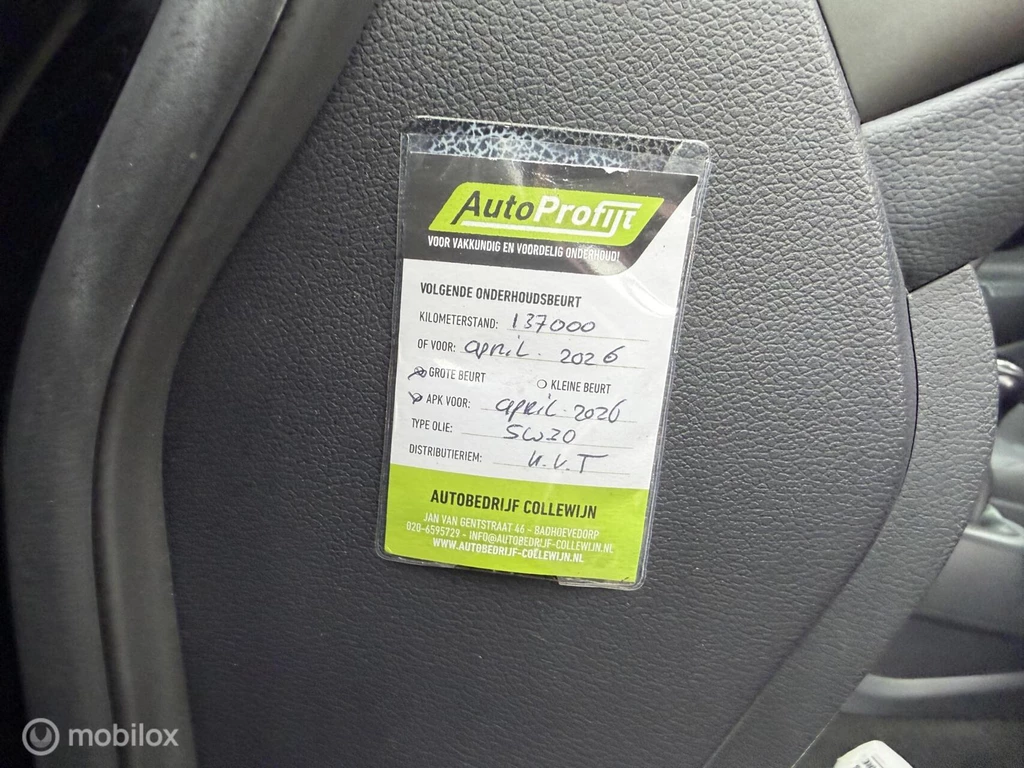 AutoProfijt
VOOR VAKKUNDIG EN VOORDELIG ONDERHOUD!
VOLGENDE ONDERHOUDSBEURT
KILOMETERSTAND: 137000
OF VOOR: april. 2026
GROTE BEURT KLEINE BEURT
APK VOOR: april-2026
TYPE OLIE: 5W30
DISTRIBUTIERIEM: n.v.T
AUTOBEDRIJF COLLEWIJN
JAN VAN GENTSTRAAT 46 - BADHOEVEDORP
020-6595729 - INFO@AUTOBEDRIJF-COLLEWIJN.NL
WWW.AUTOBEDRIJF-COLLEWIJN.NL
mobilox